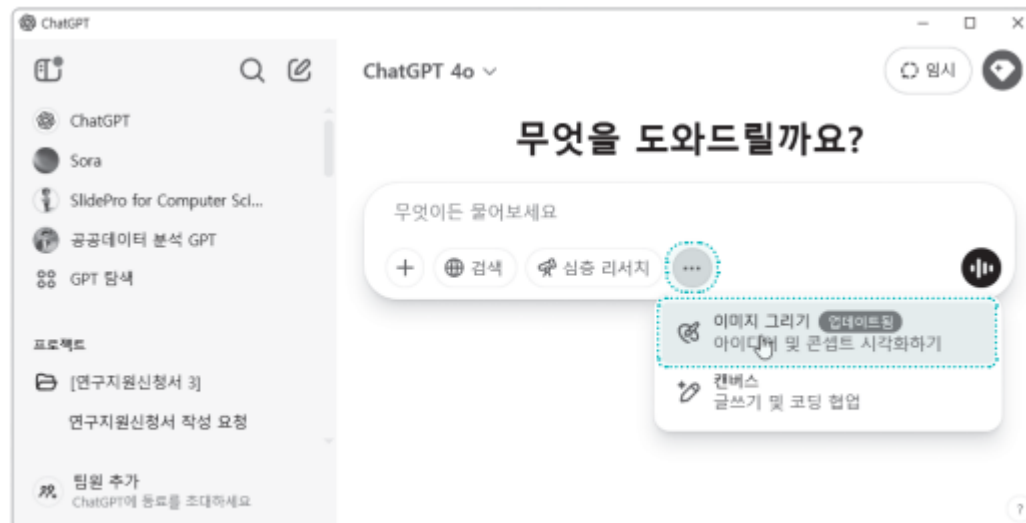 ChatGPT
ChatGPT 4o
임시
ChatGPT
Sora
SlidePro for Computer Sci...
공공데이터 분석 GPT
GPT 탐색
프로젝트
[연구지원신청서 3]
연구지원신청서 작성 요청
팀원 추가
ChatGPT에 동료를 초대하세요
무엇을 도와드릴까요?
무엇이든 물어보세요
검색
심층 리서치
이미지 그리기 업데이트됨
아이디어 및 콘셉트 시각화하기
캔버스
글쓰기 및 코딩 협업
?